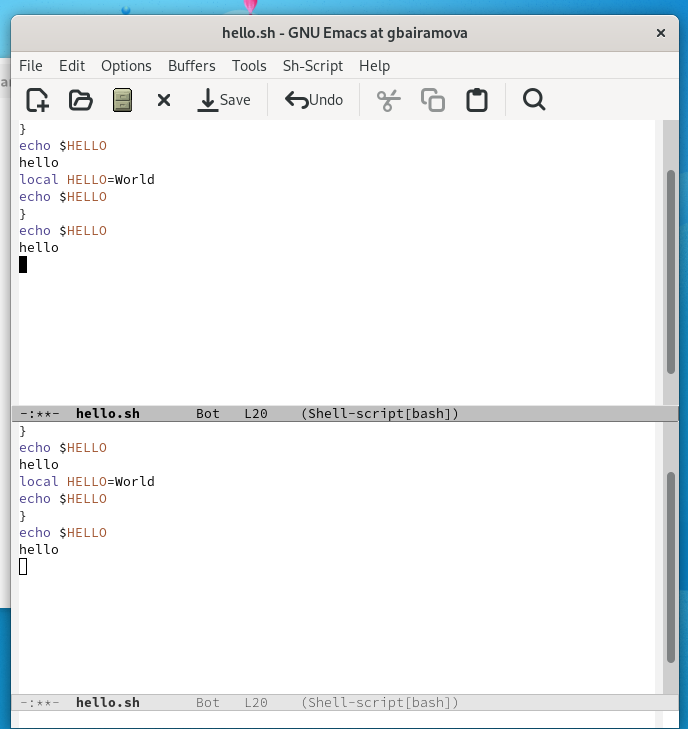 hello.sh - GNU Emacs at gbairamova
File Edit Options Buffers Tools Sh-Script Help
Save Undo
}
echo $HELLO
hello
local HELLO=World
echo $HELLO
}
echo $HELLO
hello
-:**- hello.sh Bot L20 (Shell-script[bash])
}
echo $HELLO
hello
local HELLO=World
echo $HELLO
}
echo $HELLO
hello
-:**- hello.sh Bot L20 (Shell-script[bash])